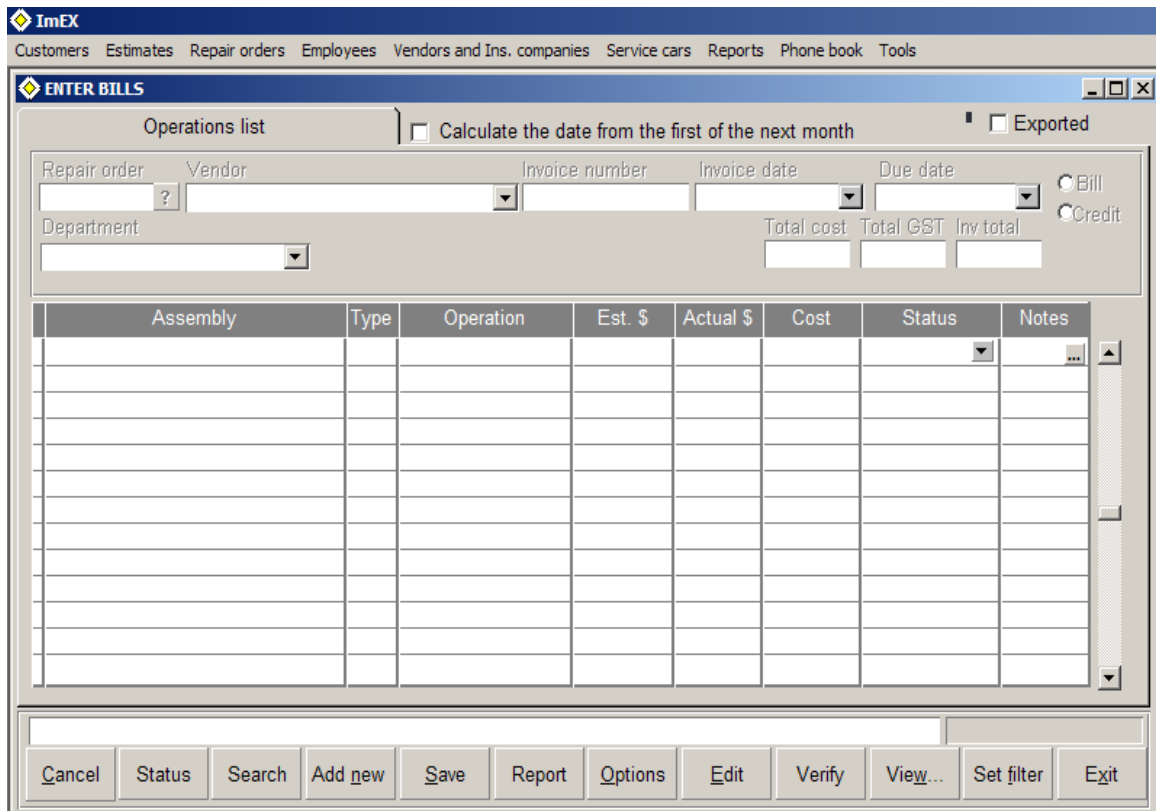 ImEX
Customers Estimates Repair orders Employees Vendors and Ins. companies Service cars Reports Phone book Tools
ENTER BILLS
Operations list Calculate the date from the first of the next month Exported
Repair order Vendor Invoice number Invoice date Due date Bill
? Credit
Department Total cost Total GST Inv total
Assembly Type Operation Est. $ Actual $ Cost Status Notes
...
Cancel Status Search Add new Save Report Options Edit Verify View... Set filter Exit